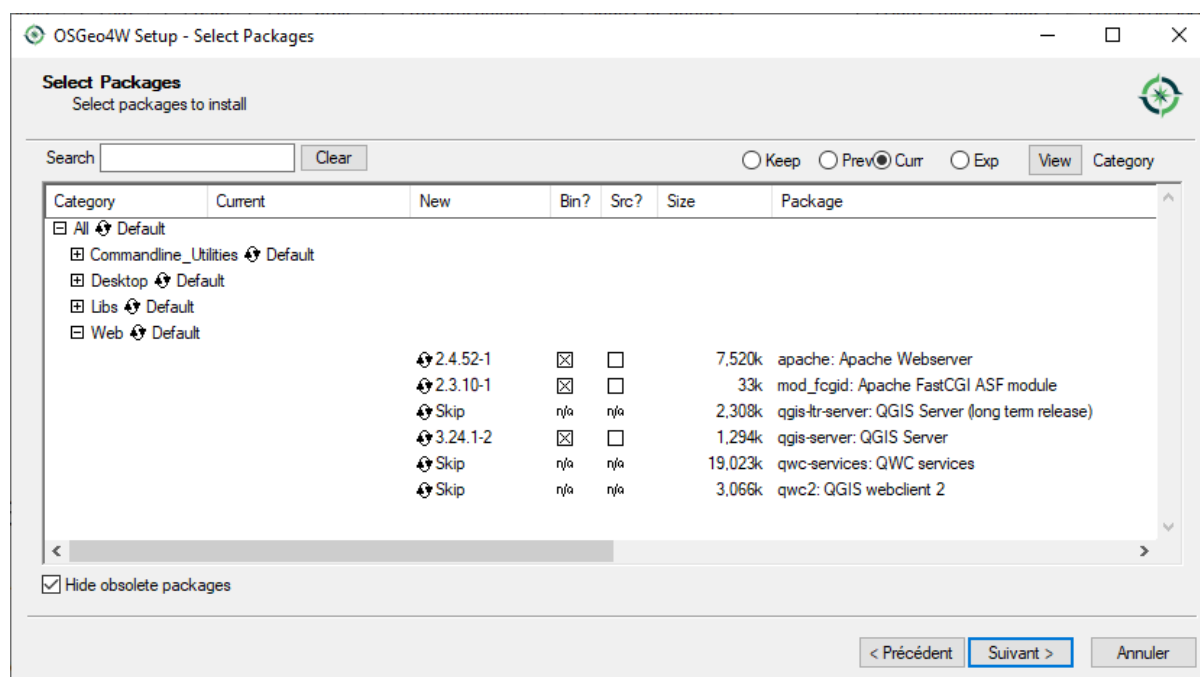 OSGeo4W Setup - Select Packages
Select Packages
Select packages to install
Search Clear Keep Prev Curr Exp View Category
Category Current New Bin? Src? Size Package
All Default
Commandline_Utilities Default
Desktop Default
Libs Default
Web Default
2.4.52-1 7,520k apache: Apache Webserver
2.3.10-1 33k mod_fcgid: Apache FastCGI ASF module
Skip n/a n/a 2,308k qgis-ltr-server: QGIS Server (long term release)
3.24.1-2 1,294k qgis-server: QGIS Server
Skip n/a n/a 19,023k qwc-services: QWC services
Skip n/a n/a 3,066k qwc2: QGIS webclient 2
Hide obsolete packages
< Précédent Suivant > Annuler